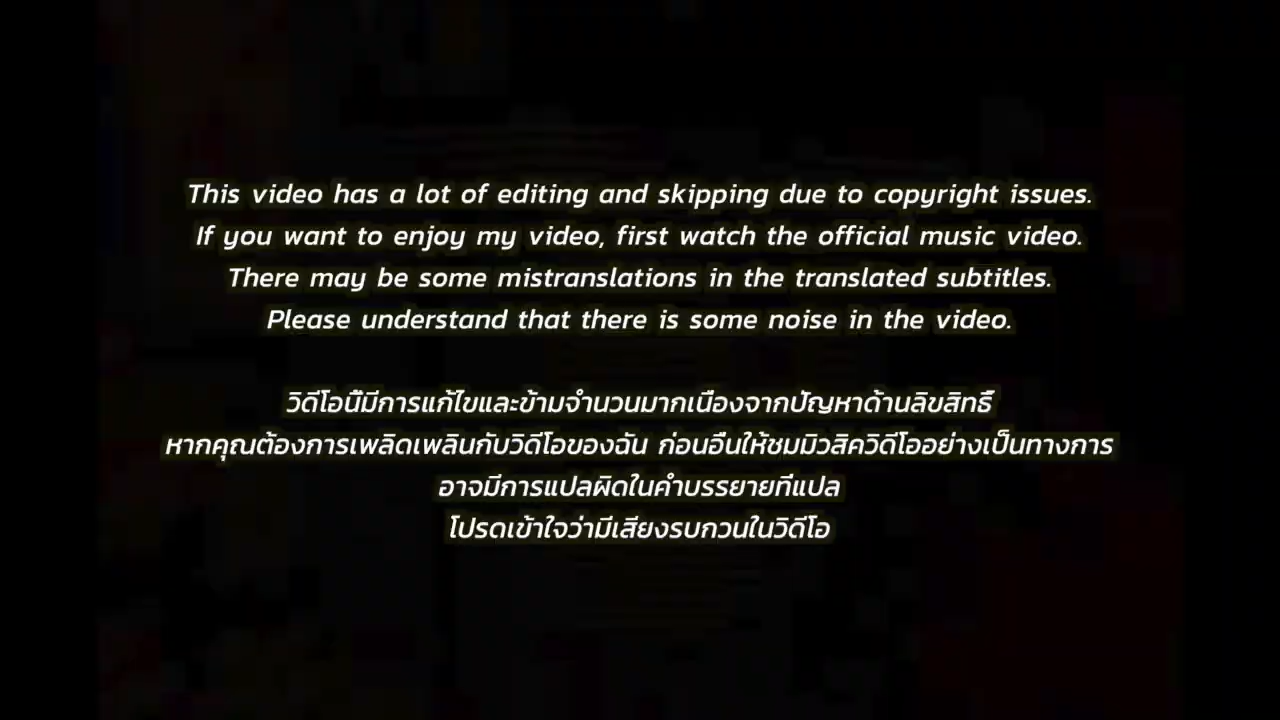 This video has a lot of editing and skipping due to copyright issues.
If you want to enjoy my video, first watch the official music video.
There may be some mistranslations in the translated subtitles.
Please understand that there is some noise in the video.
วิดีโอนี้มีการแก้ไขและข้ามจำนวนมากเนื่องจากปัญหาด้านลิขสิทธิ์
หากคุณต้องการเพลิดเพลินกับวิดีโอของฉัน ก่อนอื่นให้ชมมิวสิควิดีโออย่างเป็นทางการ
อาจมีการแปลผิดในคำบรรยายที่แปล
โปรดเข้าใจว่ามีเสียงรบกวนในวิดีโอ